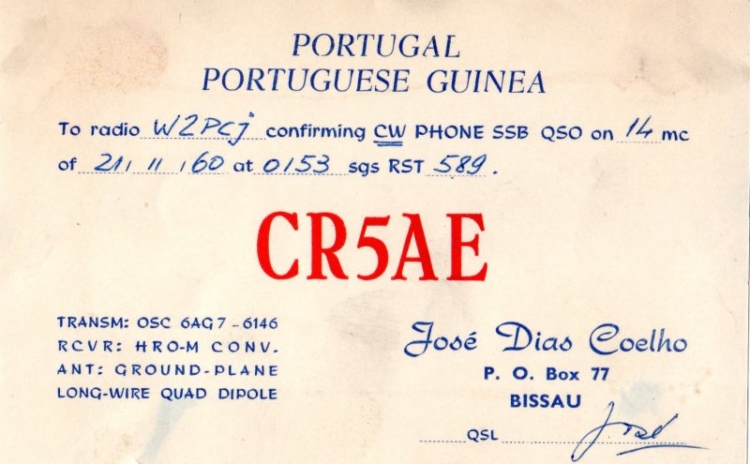 PORTUGAL
PORTUGUESE GUINEA
To radio W2PCj confirming CW PHONE SSB QSO on 14 mc
of 21, 11, 60 at 0153 sgs RST 589.
CR5AE
TRANSM: OSC 6AG7-6146
RCVR: HRO-M CONV.
ANT: GROUND-PLANE
LONG-WIRE QUAD DIPOLE
José Dias Coelho
P. O. Box 77
BISSAU
QSL José